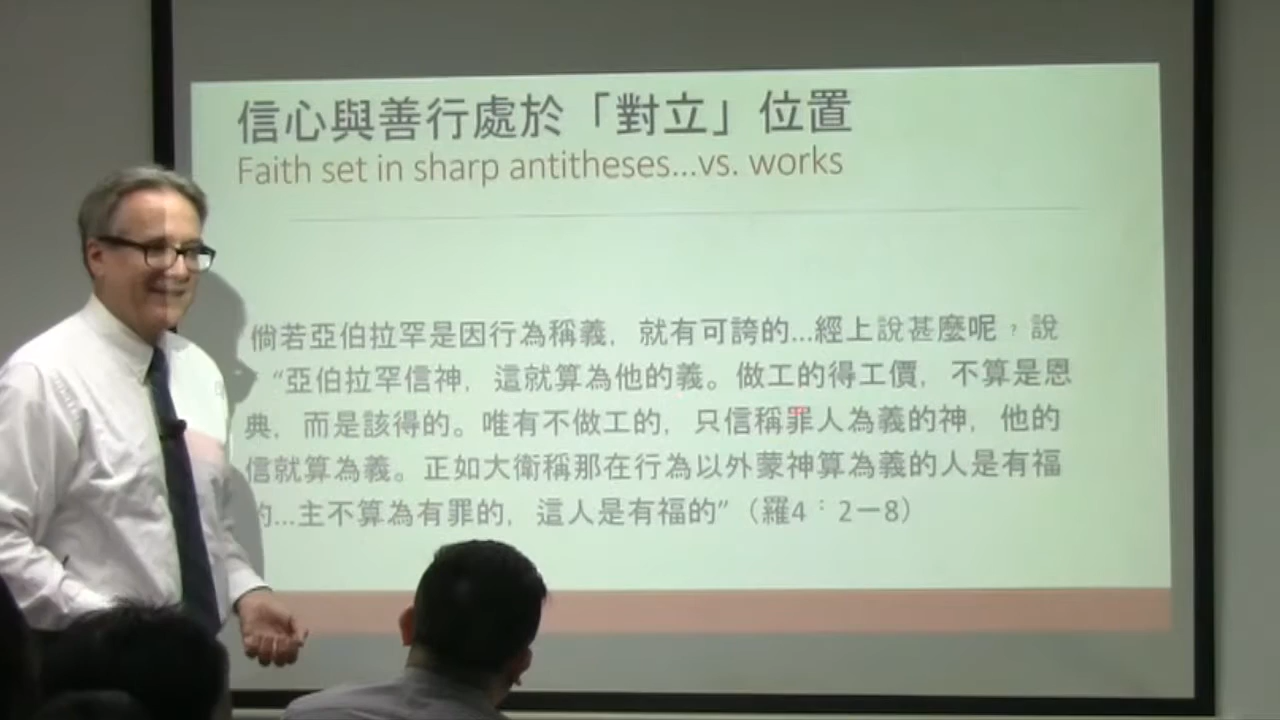 信心與善行處於「對立」位置
Faith set in sharp antitheses...vs. works
倘若亞伯拉罕是因行為稱義，就有可誇的...經上說甚麼呢﹖說
“亞伯拉罕信神，這就算為他的義。做工的得工價，不算是恩
典，而是該得的。唯有不做工的，只信稱罪人為義的神，他的
信就算為義。正如大衛稱那在行為以外蒙神算為義的人是有福
的...主不算為有罪的，這人是有福的”（羅4﹕2一8）